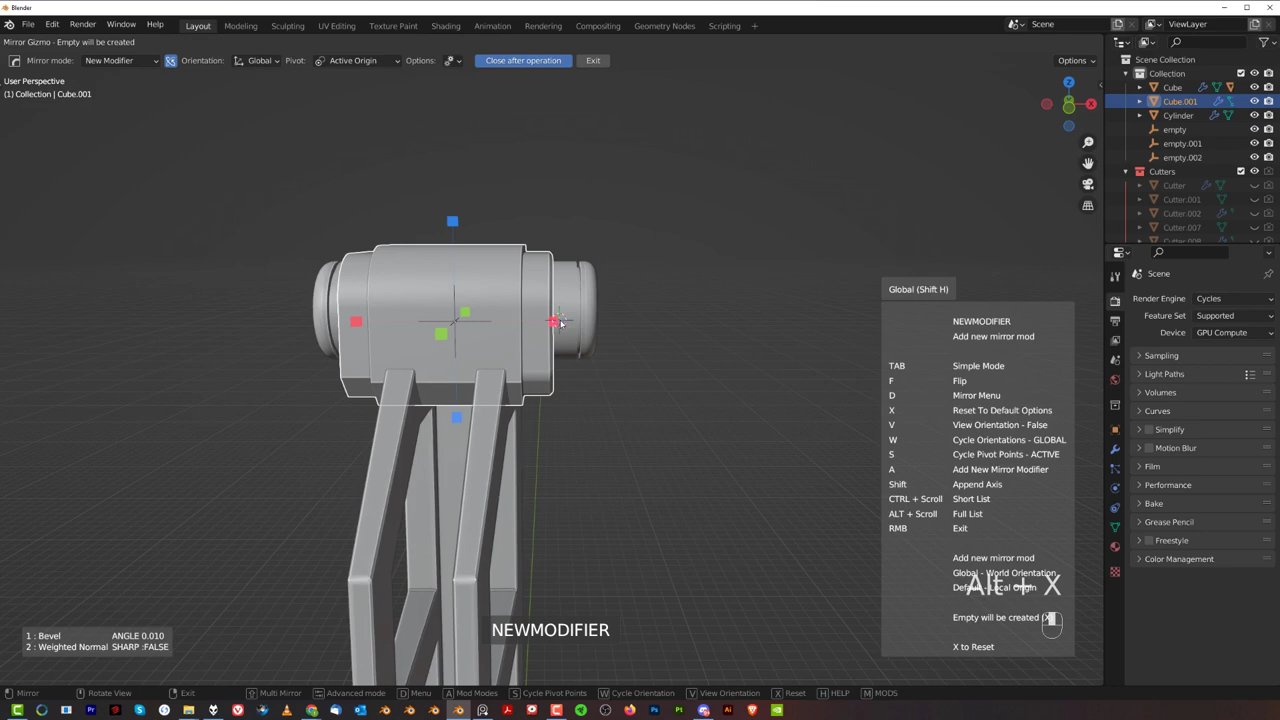 Blender
File Edit Render Window Help Layout Modeling Sculpting UV Editing Texture Paint Shading Animation Rendering Compositing Geometry Nodes Scripting + Scene ViewLayer
Mirror Gizmo - Empty will be created
Mirror mode: New Modifier Orientation: Global Pivot: Active Origin Options: Close after operation Exit Options
User Perspective
(1) Collection | Cube.001
Z
Y
X
Scene Collection
Collection
Cube
Cube.001
Cylinder
empty
empty.001
empty.002
Cutters
Cutter
Cutter.001
Cutter.002
Cutter.007
Cutter.008
Scene
Render Engine Cycles
Feature Set Supported
Device GPU Compute
Sampling
Light Paths
Volumes
Curves
Simplify
Motion Blur
Film
Performance
Bake
Grease Pencil
Freestyle
Color Management
Global (Shift H)
NEWMODIFIER
Add new mirror mod
TAB Simple Mode
F Flip
D Mirror Menu
X Reset To Default Options
V View Orientation - False
W Cycle Orientations - GLOBAL
S Cycle Pivot Points - ACTIVE
A Add New Mirror Modifier
Shift Append Axis
CTRL + Scroll Short List
ALT + Scroll Full List
RMB Exit
Add new mirror mod
Global - World Orientation
Default - Local Origin
Alt + X
Empty will be created (X
X to Reset
NEWMODIFIER
1 : Bevel ANGLE 0.010
2 : Weighted Normal SHARP :FALSE
Mirror Rotate View Exit Multi Mirror Advanced mode D Menu A Mod Modes S Cycle Pivot Points W Cycle Orientation V View Orientation X Reset H HELP M MODS